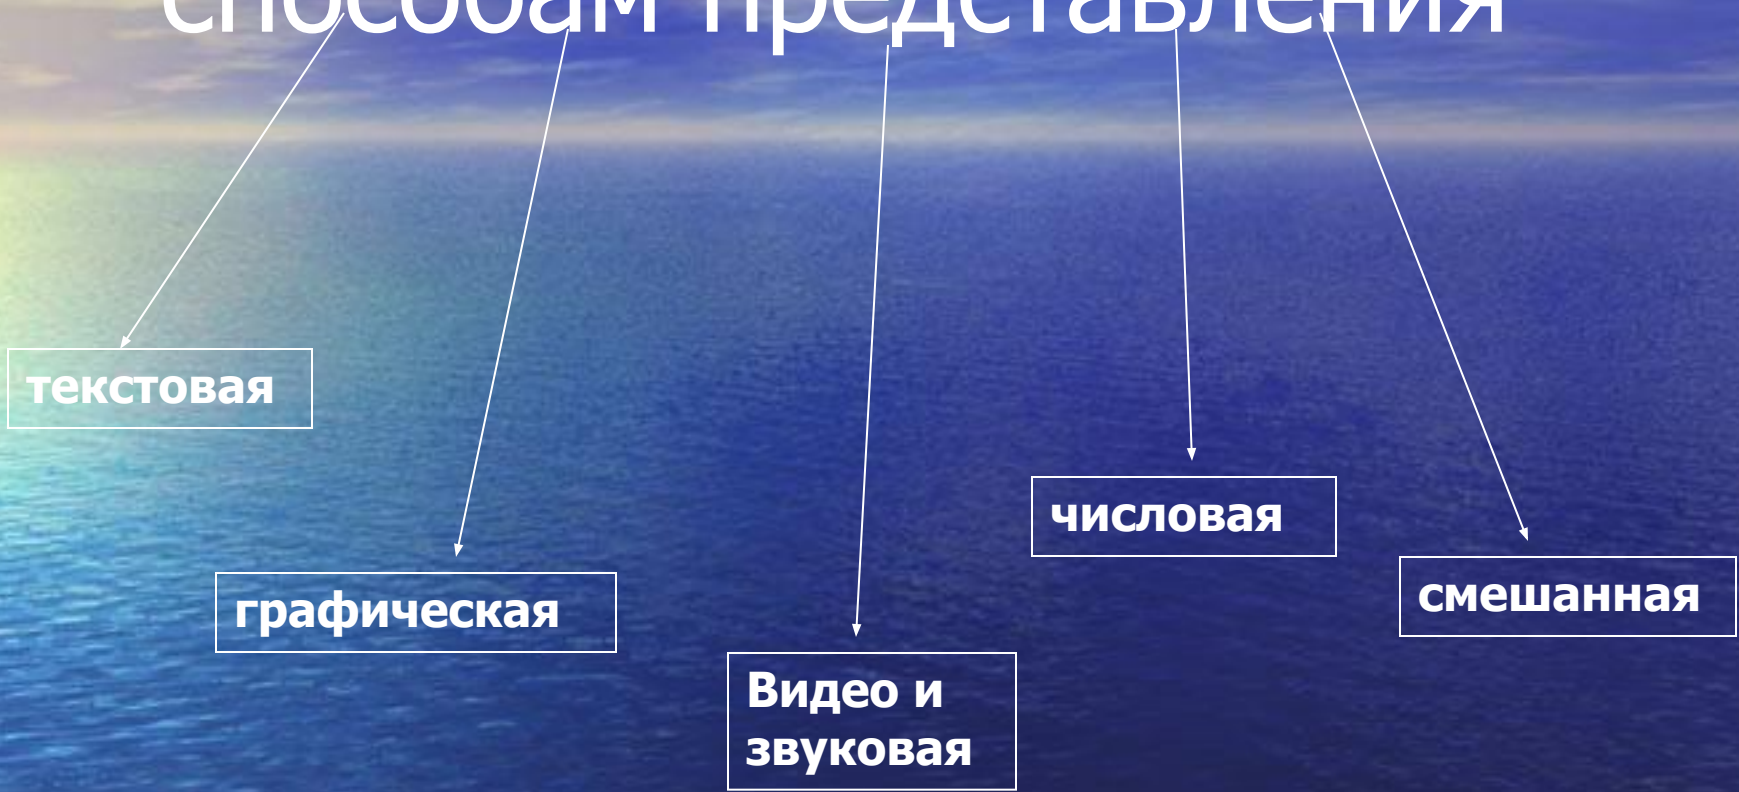 способам представления
текстовая
графическая
Видео и
звуковая
числовая
смешанная